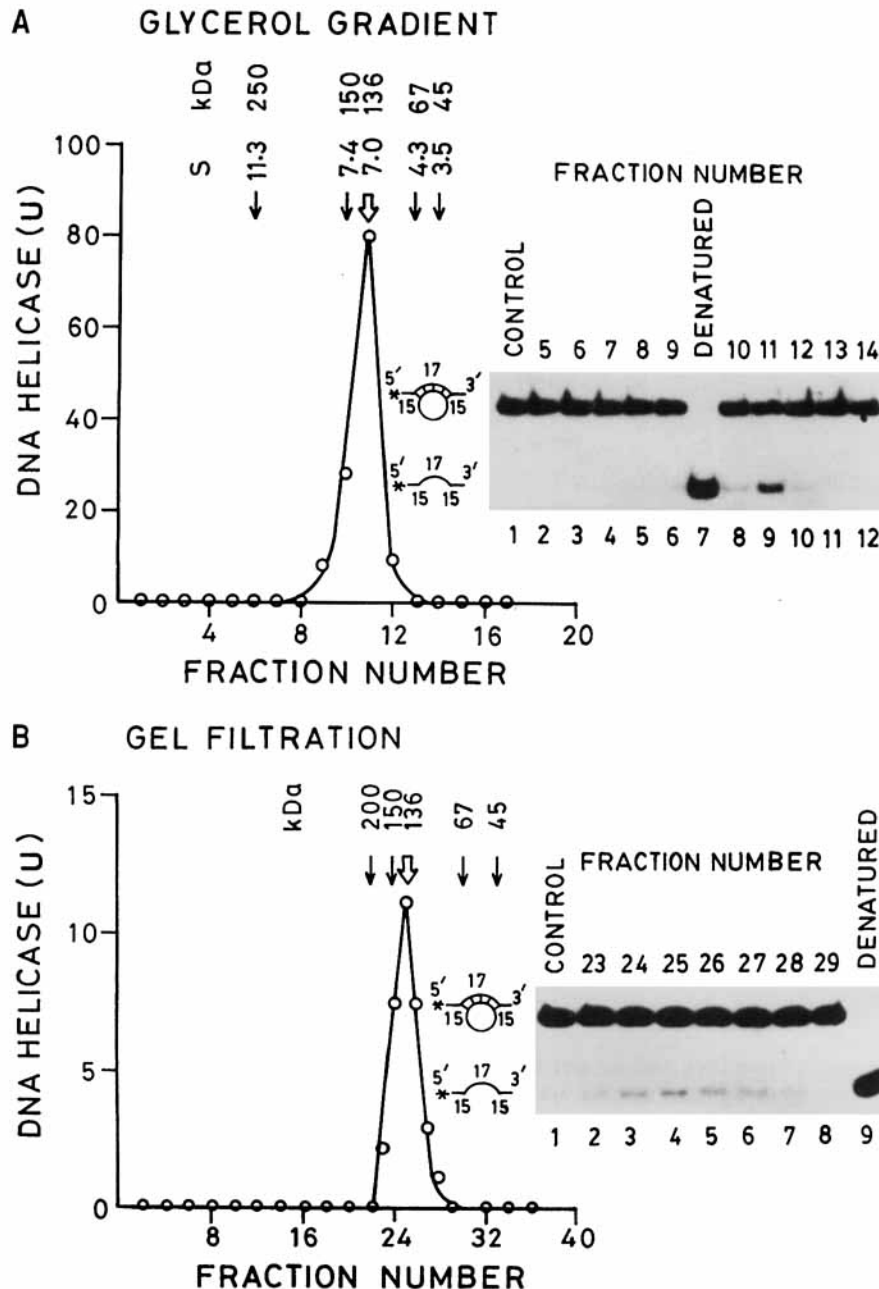 A GLYCEROL GRADIENT
kDa 250 150 136 67 45
S 11.3 7.4 7.0 4.3 3.5
DNA HELICASE (U)
100
80
60
40
20
0
4 8 12 16 20
FRACTION NUMBER
5' 17 3'
* 15 15
5' 17 3'
* 15 15
FRACTION NUMBER
CONTROL 5 6 7 8 9 DENATURED 10 11 12 13 14
1 2 3 4 5 6 7 8 9 10 11 12
B GEL FILTRATION
kDa 200 150 136 67 45
DNA HELICASE (U)
15
10
5
0
8 16 24 32 40
FRACTION NUMBER
5' 17 3'
* 15 15
5' 17 3'
* 15 15
FRACTION NUMBER
CONTROL 23 24 25 26 27 28 29 DENATURED
1 2 3 4 5 6 7 8 9